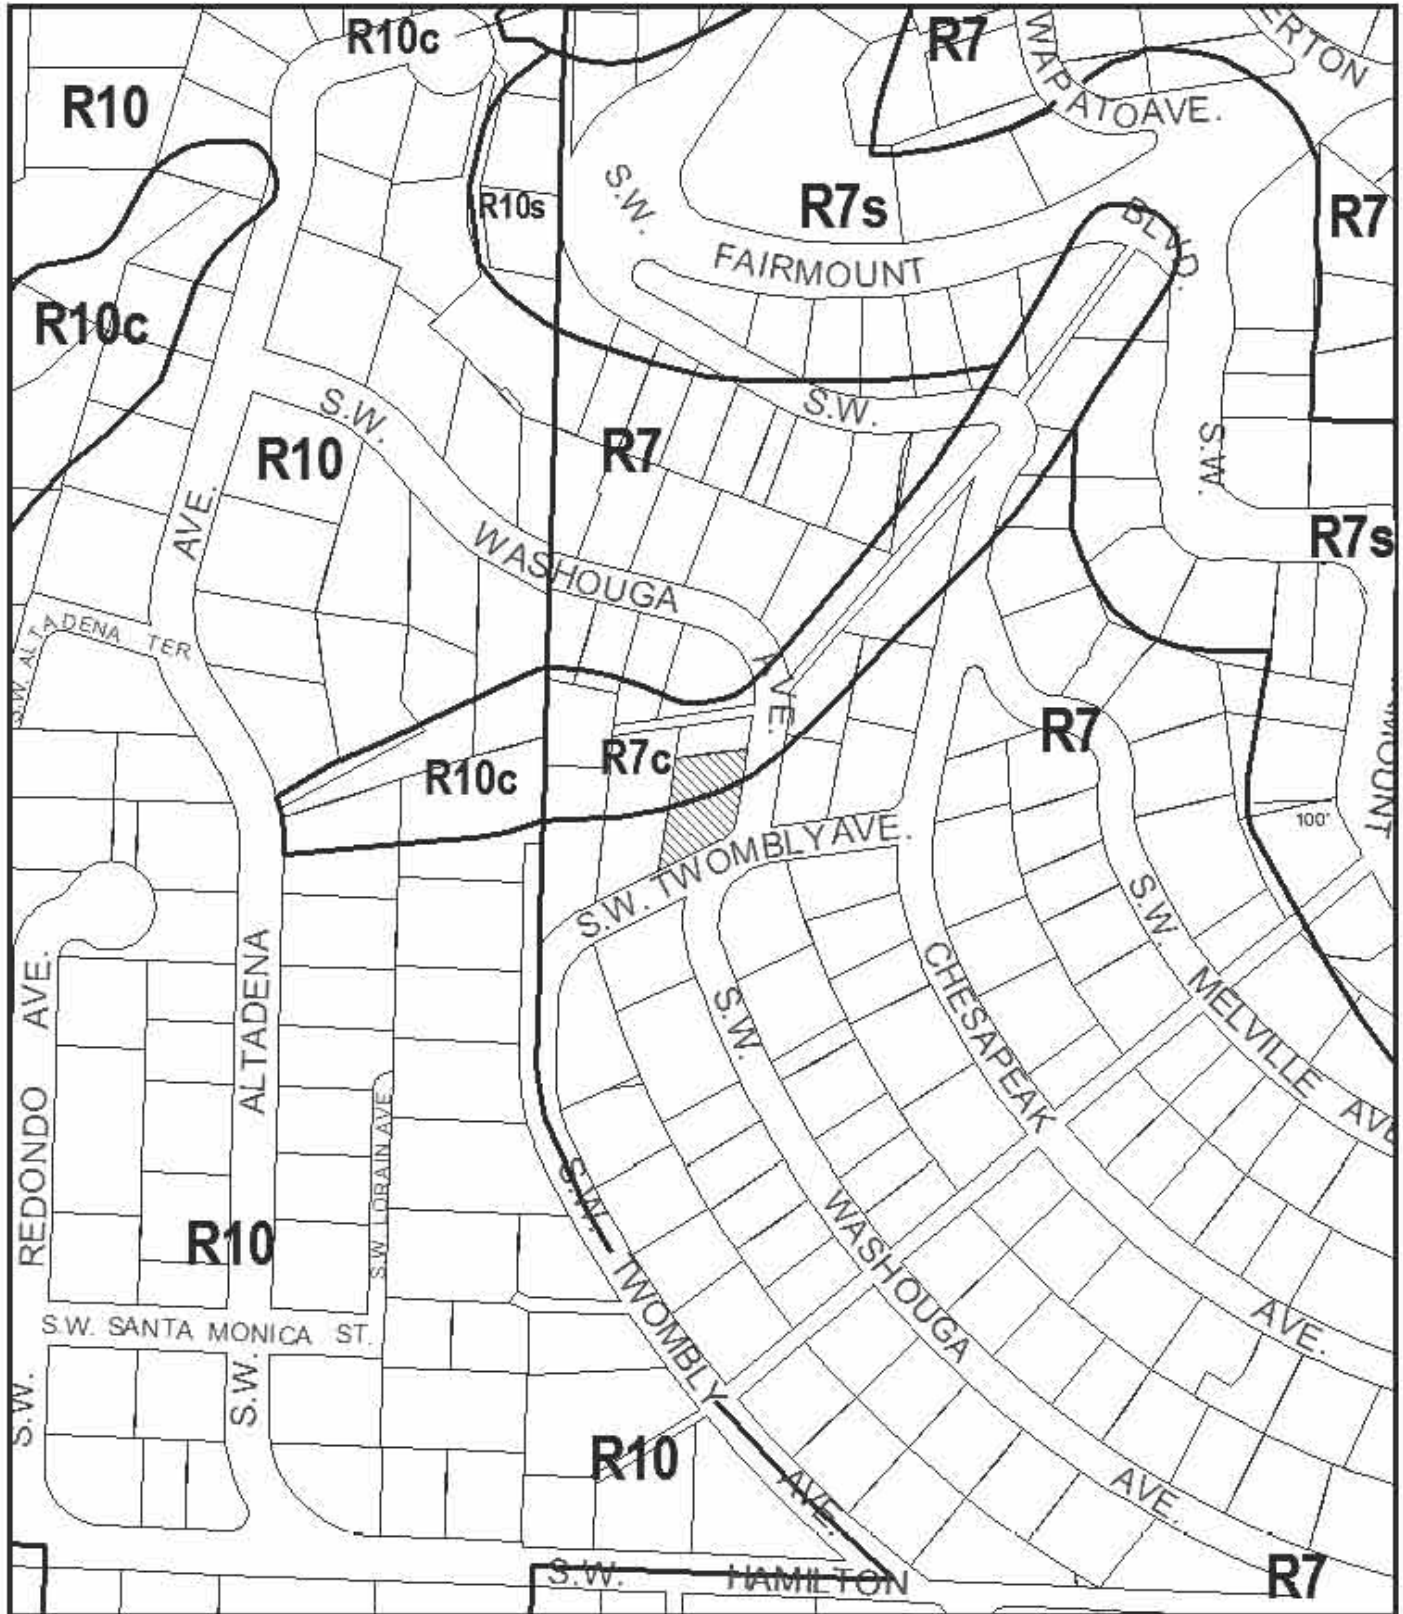 R10c
R7
WAPATO AVE.
ERTON
R10
S.W.
R10s
R7s
R7
FAIRMOUNT
BLVD.
R10c
S.W.
S.W.
R7
R10
S.W.
AVE.
R7s
WASHOUGA
AVE.
S.W. ALTADENA TER
R7
MOUNT
R7c
R10c
100'
S.W. TWOMBLY AVE.
S.W.
MELVILLE AVE
S.W.
CHESAPEAK
AVE.
REDONDO AVE.
S.W.
ALTADENA
S.W.
S.W. LORAIN AVE
S.W.
TWOMBLY
AVE.
WASHOUGA
AVE.
R10
S.W. SANTA MONICA ST.
R10
R7
S.W. HAMILTON